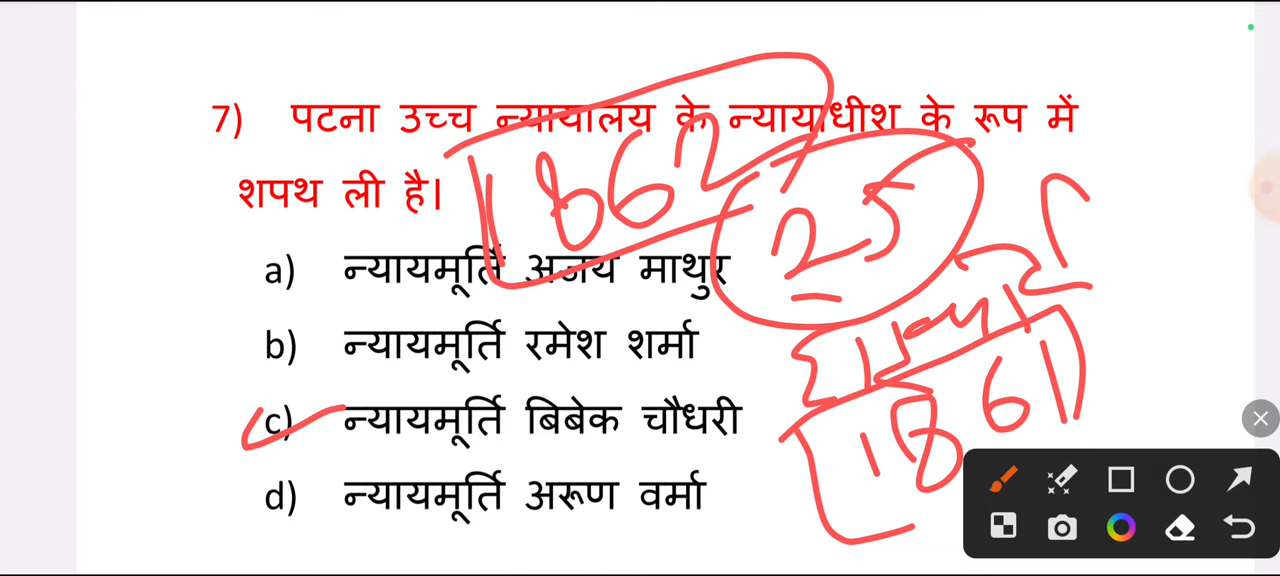 7) पटना उच्च न्यायालय के न्यायाधीश के रूप में
शपथ ली है।
1862
25
a) न्यायमूर्ति अजय माथुर
b) न्यायमूर्ति रमेश शर्मा
1861
c) न्यायमूर्ति बिबेक चौधरी
d) न्यायमूर्ति अरूण वर्मा